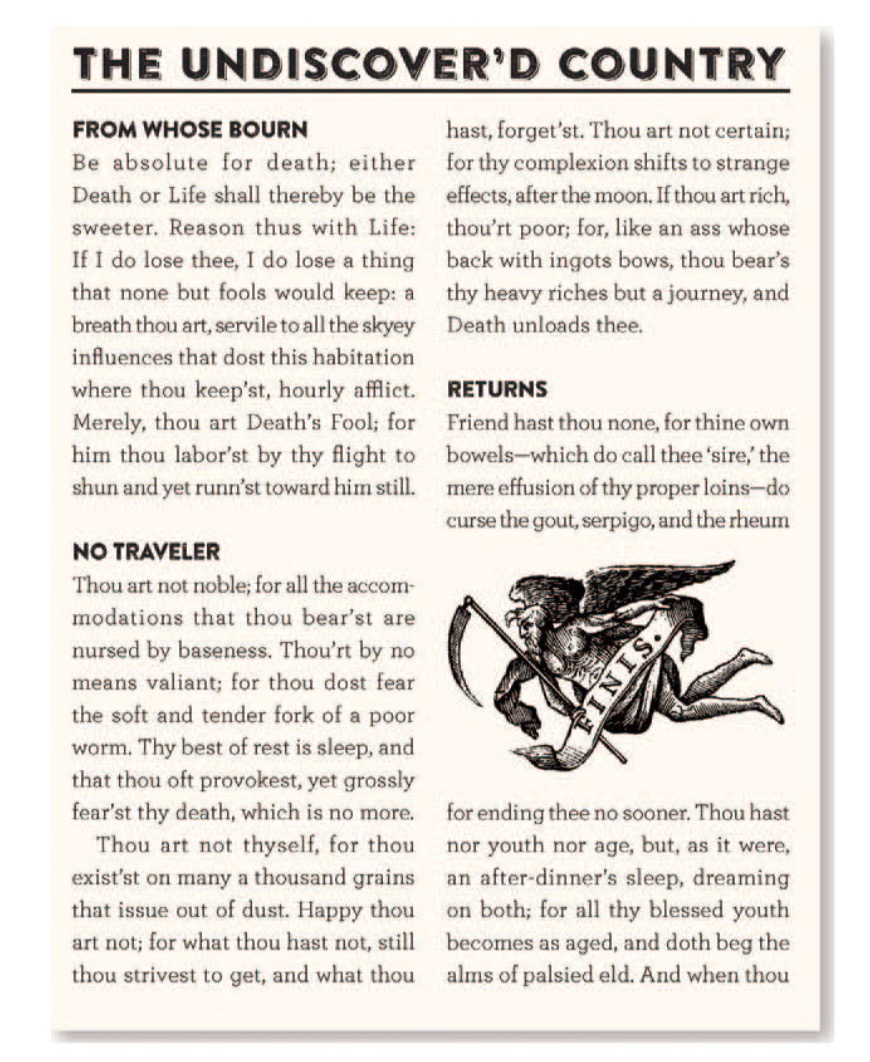 THE UNDISCOVER’D COUNTRY
FROM WHOSE BOURN
Be absolute for death; either
Death or Life shall thereby be the
sweeter. Reason thus with Life:
If I do lose thee, I do lose a thing
that none but fools would keep: a
breath thou art, servile to all the skyey
influences that dost this habitation
where thou keep’st, hourly afflict.
Merely, thou art Death’s Fool; for
him thou labor’st by thy flight to
shun and yet runn’st toward him still.
NO TRAVELER
Thou art not noble; for all the accom-
modations that thou bear’st are
nursed by baseness. Thou’rt by no
means valiant; for thou dost fear
the soft and tender fork of a poor
worm. Thy best of rest is sleep, and
that thou oft provokest, yet grossly
fear’st thy death, which is no more.
Thou art not thyself, for thou
exist’st on many a thousand grains
that issue out of dust. Happy thou
art not; for what thou hast not, still
thou strivest to get, and what thou
hast, forget’st. Thou art not certain;
for thy complexion shifts to strange
effects, after the moon. If thou art rich,
thou’rt poor; for, like an ass whose
back with ingots bows, thou bear’s
thy heavy riches but a journey, and
Death unloads thee.
RETURNS
Friend hast thou none, for thine own
bowels—which do call thee ‘sire,’ the
mere effusion of thy proper loins—do
curse the gout, serpigo, and the rheum
FINIS.
for ending thee no sooner. Thou hast
nor youth nor age, but, as it were,
an after-dinner’s sleep, dreaming
on both; for all thy blessed youth
becomes as aged, and doth beg the
alms of palsied eld. And when thou